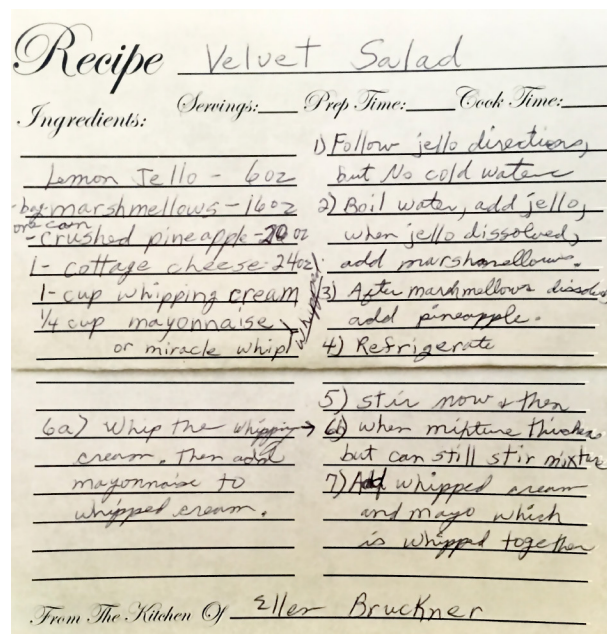 Recipe Velvet Salad
Servings: Prep Time: Cook Time:
Ingredients:
Lemon Jello - 6oz
- bag marshmellows - 16oz
one can
- crushed pineapple - 20 oz
1 - cottage cheese - 24oz
1 - cup whipping cream
1/4 cup mayonnaise
or miracle whip
1) Follow jello directions,
but No cold water
2) Boil water, add jello,
when jello dissolved,
add marshmellows.
3) After marshmellows dissolve
add pineapple.
4) Refrigerate
5) stir now & then
6a) Whip the whipping
cream. Then add
mayonnaise to
whipped cream.
→ 6b) when mixture thickens
but can still stir mixture
7) Add whipped cream
and mayo which
is whipped together
From The Kitchen Of Ellen Bruckner